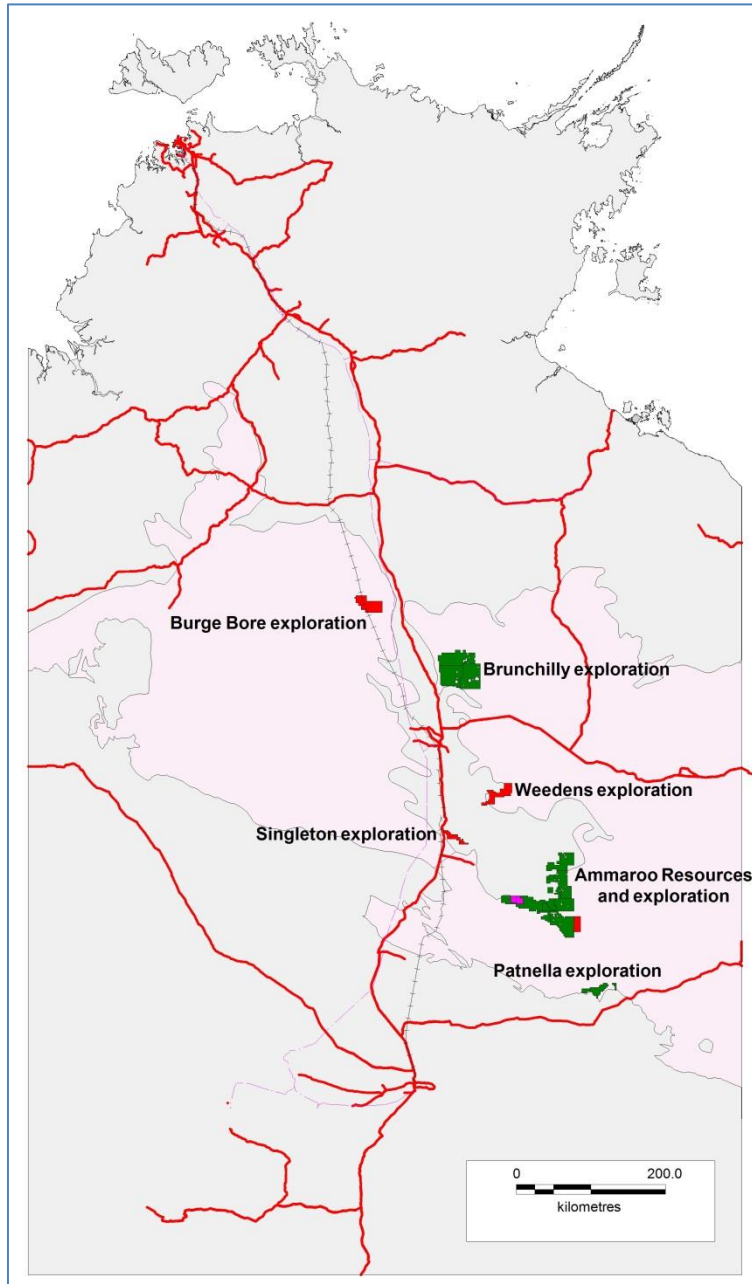 Burge Bore exploration
Brunchilly exploration
Weedens exploration
Singleton exploration
Ammaroo Resources
and exploration
Patnella exploration
0 200.0
kilometres